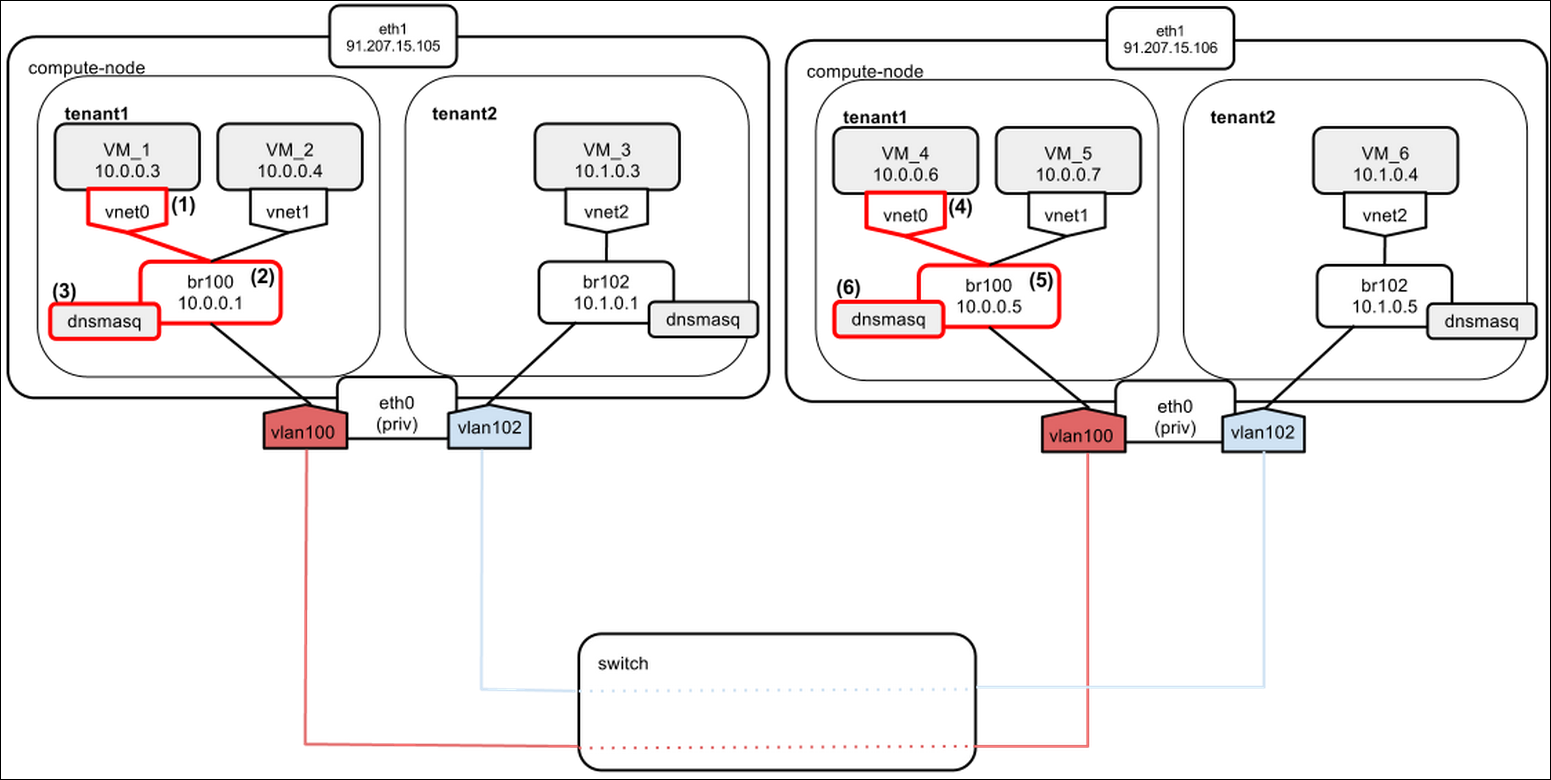 eth1
91.207.15.105
compute-node
tenant1
VM_1
10.0.0.3
VM_2
10.0.0.4
vnet0
(1)
vnet1
br100
10.0.0.1
(2)
(3)
dnsmasq
tenant2
VM_3
10.1.0.3
vnet2
br102
10.1.0.1
dnsmasq
vlan100
eth0
(priv)
vlan102
eth1
91.207.15.106
compute-node
tenant1
VM_4
10.0.0.6
VM_5
10.0.0.7
vnet0
(4)
vnet1
br100
10.0.0.5
(5)
(6)
dnsmasq
tenant2
VM_6
10.1.0.4
vnet2
br102
10.1.0.5
dnsmasq
vlan100
eth0
(priv)
vlan102
switch